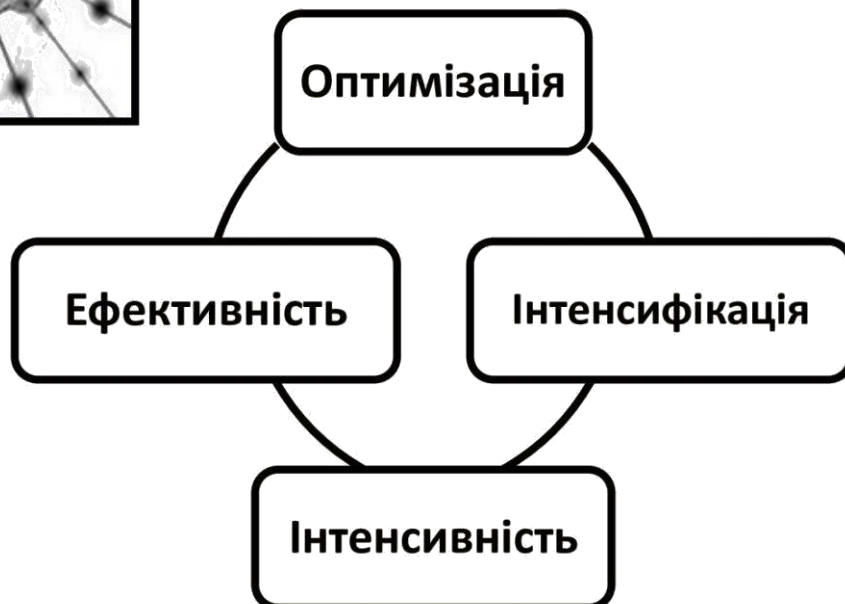 Оптимізація
Ефективність
Інтенсифікація
Інтенсивність